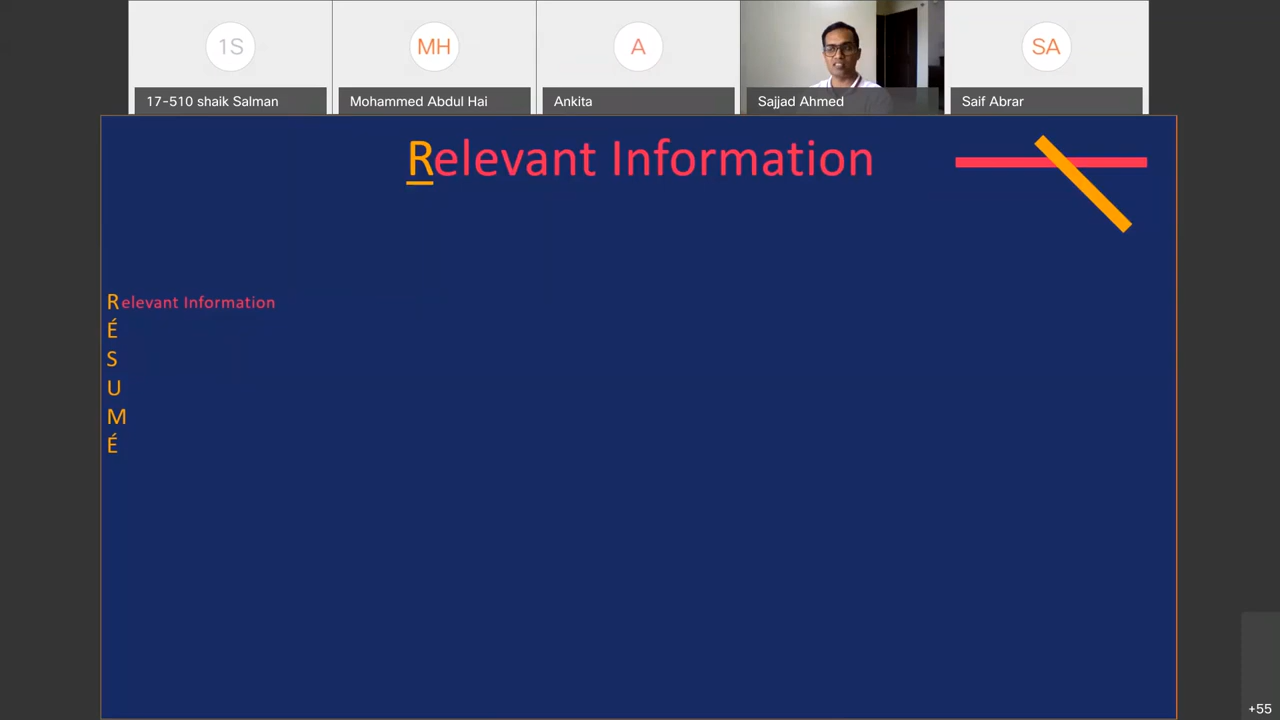 1S
MH
A
SA
17-510 shaik Salman
Mohammed Abdul Hai
Ankita
Sajjad Ahmed
Saif Abrar
Relevant Information
Relevant Information
É
S
U
M
É
+55